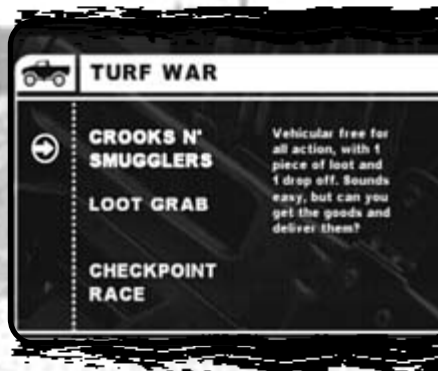 TURF WAR
CROOKS N'
SMUGGLERS
LOOT GRAB
CHECKPOINT
RACE
Vehicular free for
all action, with 1
piece of loot and
1 drop off. Sounds
easy, but can you
get the goods and
deliver them?